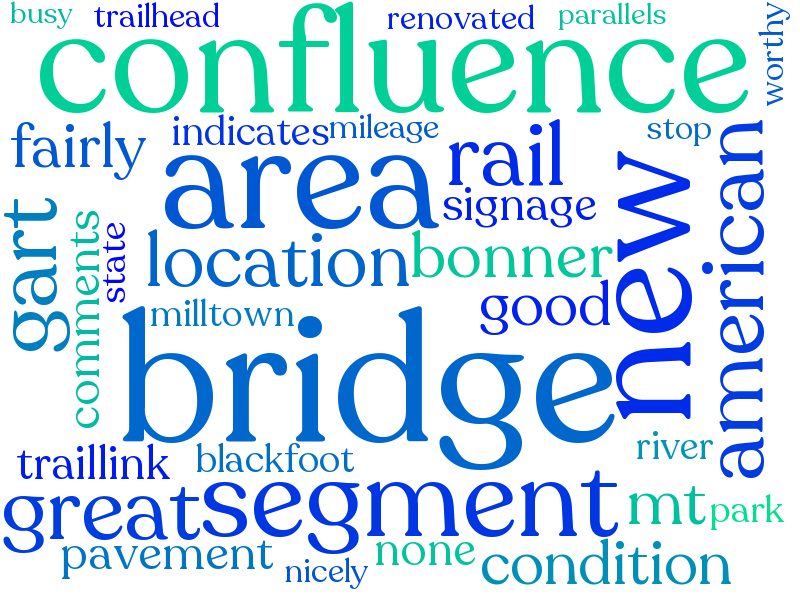 busy
trailhead
renovated
parallels
worthy
confluence
fairly
indicates
mileage
stop
area
rail
american
signage
new
gart
comments
state
location
bonner
good
milltown
bridge
river
traillink
blackfoot
great
segment
mt
park
pavement
none
condition
nicely